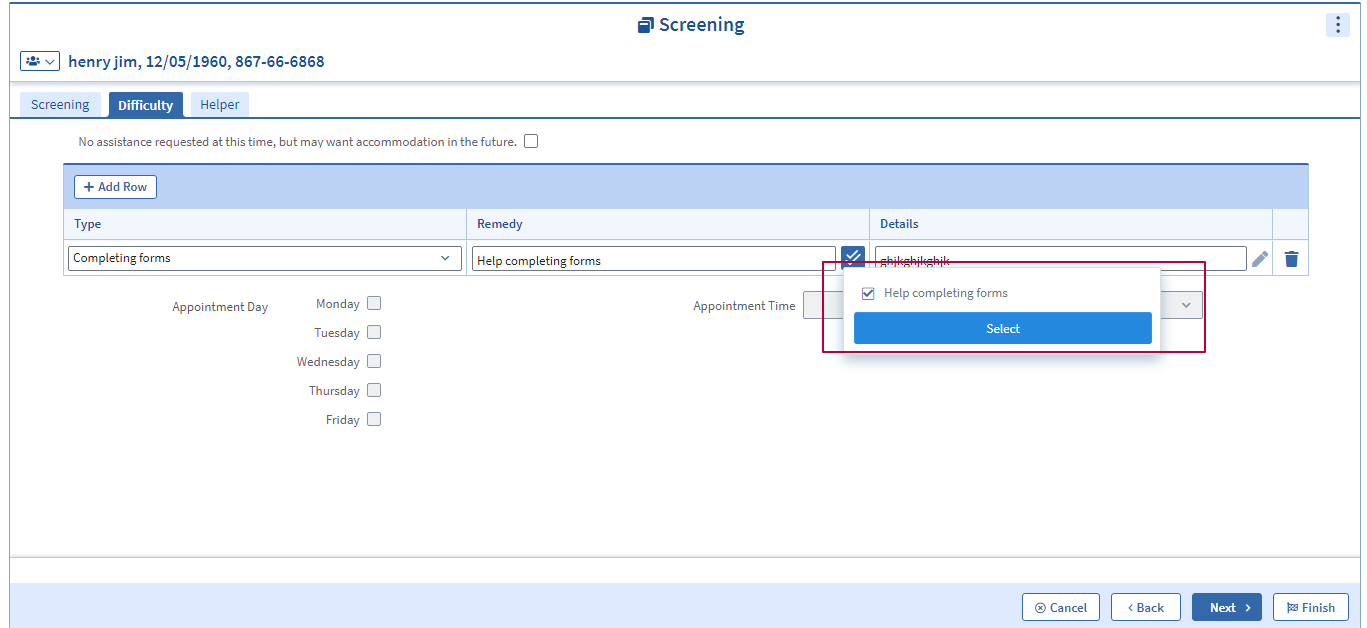 Screening
henry jim, 12/05/1960, 867-66-6868
Screening Difficulty Helper
No assistance requested at this time, but may want accommodation in the future.
+ Add Row
Type Remedy Details
Completing forms Help completing forms ghjkghjkghjk
Help completing forms
Select
Appointment Day Monday Appointment Time
Tuesday
Wednesday
Thursday
Friday
Cancel Back Next Finish